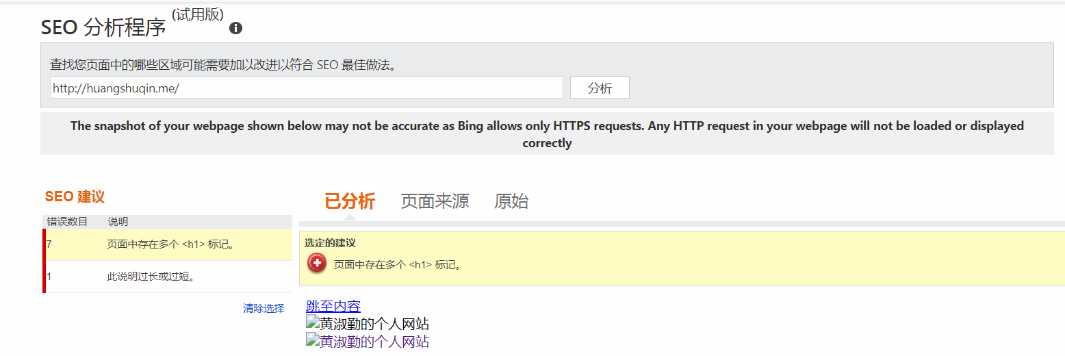 SEO 分析程序 (试用版)
查找您页面中的哪些区域可能需要加以改进以符合 SEO 最佳做法。
http://huangshuqin.me/ 分析
The snapshot of your webpage shown below may not be accurate as Bing allows only HTTPS requests. Any HTTP request in your webpage will not be loaded or displayed
correctly
SEO 建议
错误数目 说明
7 页面中存在多个 <h1> 标记。
1 此说明过长或过短。
清除选择
已分析 页面来源 原始
选定的建议
页面中存在多个 <h1> 标记。
跳至内容
黄淑勤的个人网站
黄淑勤的个人网站